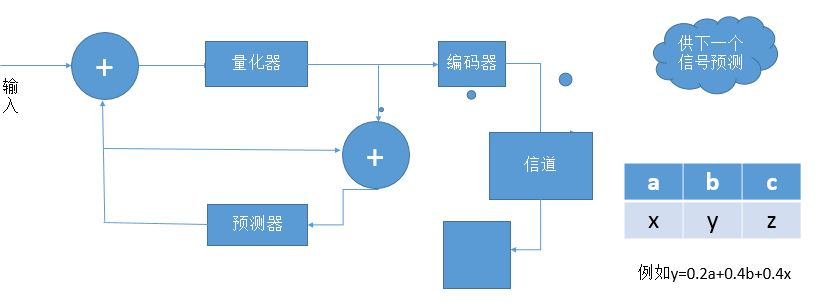 输
入
+
量化器
编码器
供下一个
信号预测
+
信道
预测器
a b c
x y z
例如y=0.2a+0.4b+0.4x